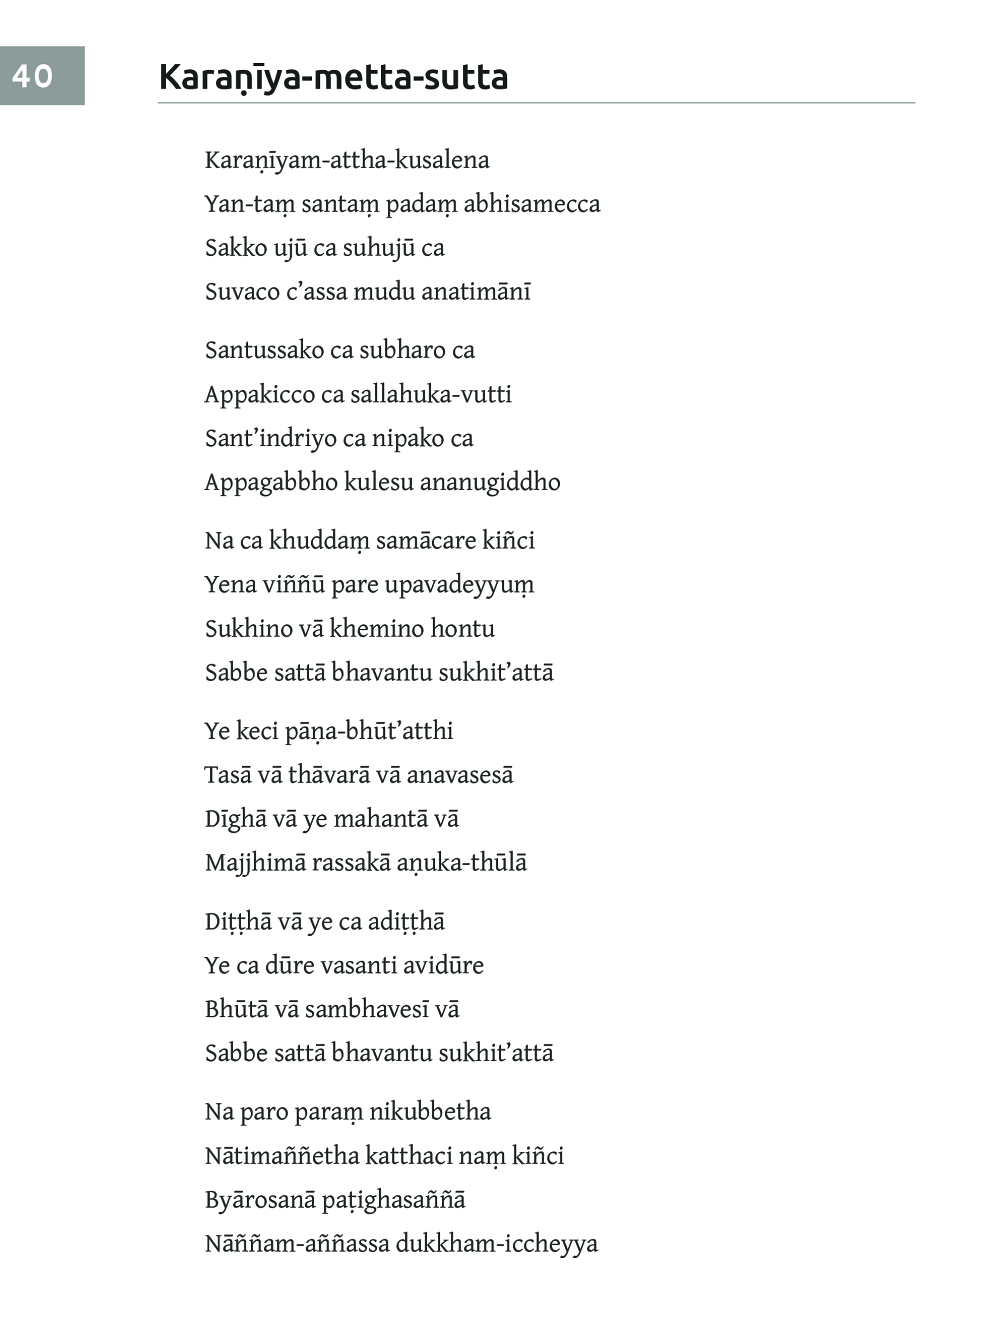 40
Karaṇīya-metta-sutta
Karaṇīyam-attha-kusalena
Yan-taṃ santaṃ padaṃ abhisamecca
Sakko ujū ca suhujū ca
Suvaco c’assa mudu anatimānī
Santussako ca subharo ca
Appakicco ca sallahuka-vutti
Sant’indriyo ca nipako ca
Appagabbho kulesu ananugiddho
Na ca khuddaṃ samācare kiñci
Yena viññū pare upavadeyyuṃ
Sukhino vā khemino hontu
Sabbe sattā bhavantu sukhit’attā
Ye keci pāṇa-bhūt’atthi
Tasā vā thāvarā vā anavasesā
Dīghā vā ye mahantā vā
Majjhimā rassakā aṇuka-thūlā
Diṭṭhā vā ye ca adiṭṭhā
Ye ca dūre vasanti avidūre
Bhūtā vā sambhavesī vā
Sabbe sattā bhavantu sukhit’attā
Na paro paraṃ nikubbetha
Nātimaññetha katthaci naṃ kiñci
Byārosanā paṭighasaññā
Nāññam-aññassa dukkham-iccheyya